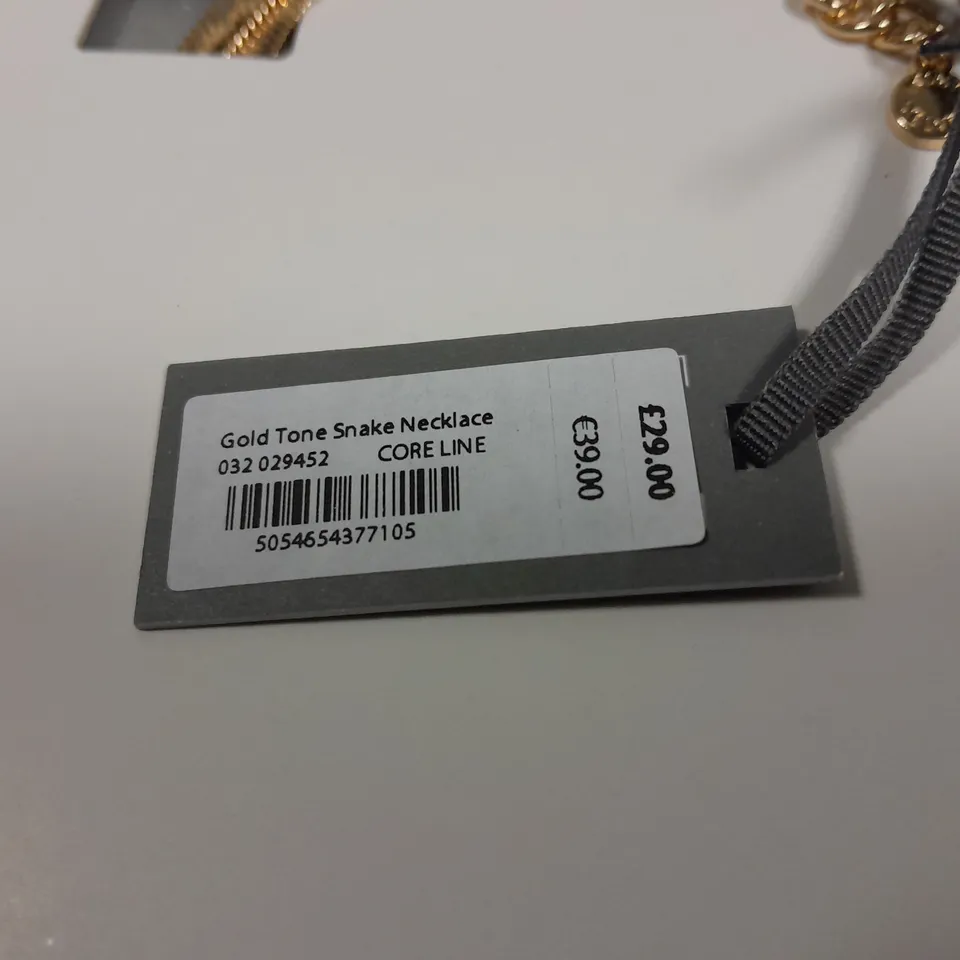 Gold Tone Snake Necklace
032 029452 CORE LINE
5054654377105
€39.00
£29.00